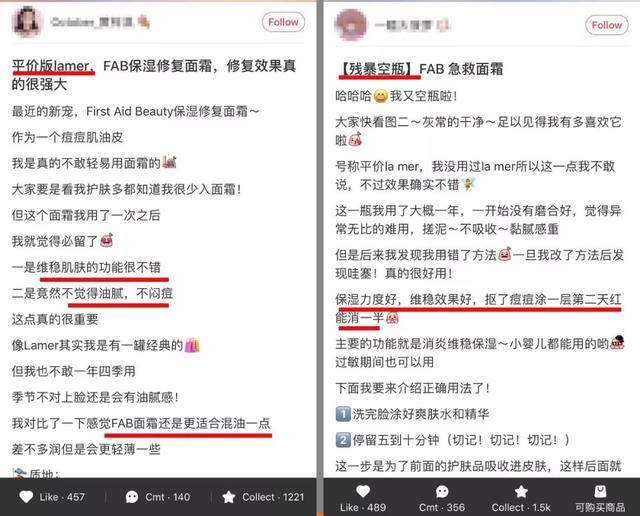 Follow
平价版lamer，FAB保湿修复面霜，修复效果真
的很强大
最近的新宠，First Aid Beauty保湿修复面霜～
作为一个痘痘肌油皮
我是真的不敢轻易用面霜的
大家要是看我护肤多都知道我很少入面霜！
但这个面霜我用了一次之后
我就觉得必留了
一是维稳肌肤的功能很不错
二是竟然不觉得油腻，不闷痘
这点真的很重要
像Lamer其实我是有一罐经典的
但我也不敢一年四季用
季节不对上脸还是会有油腻感！
我对比了一下感觉FAB面霜还是更适合混油一点
差不多润但是会更轻薄一些
质地：
Like · 457
Cmt · 140
Collect · 1221
Follow
【残暴空瓶】FAB 急救面霜
哈哈哈😄我又空瓶啦！
大家快看图二～灰常的干净～足以见得我有多喜欢它
啦
号称平价la mer，我没用过la mer所以这一点我不敢
说，不过效果确实不错
这一瓶我用了大概一年，一开始没有磨合好，觉得异
常无比的难用，搓泥～不吸收～黏腻感重
但是后来我发现我用错了方法一旦我改了方法后发
现哇塞！真的很好用！
保湿力度好，维稳效果好，抠了痘痘涂一层第二天红
能消一半
主要的功能就是消炎维稳保湿～小婴儿都能用的哟
过敏期间也可以用
下面我要来介绍正确用法了！
1️⃣洗完脸涂好爽肤水和精华
2️⃣停留五到十分钟（切记！切记！切记！）
这一步是为了前面的护肤品吸收进皮肤，这样后面就
Like · 489
Cmt · 356
Collect · 1.5k
可购买商品